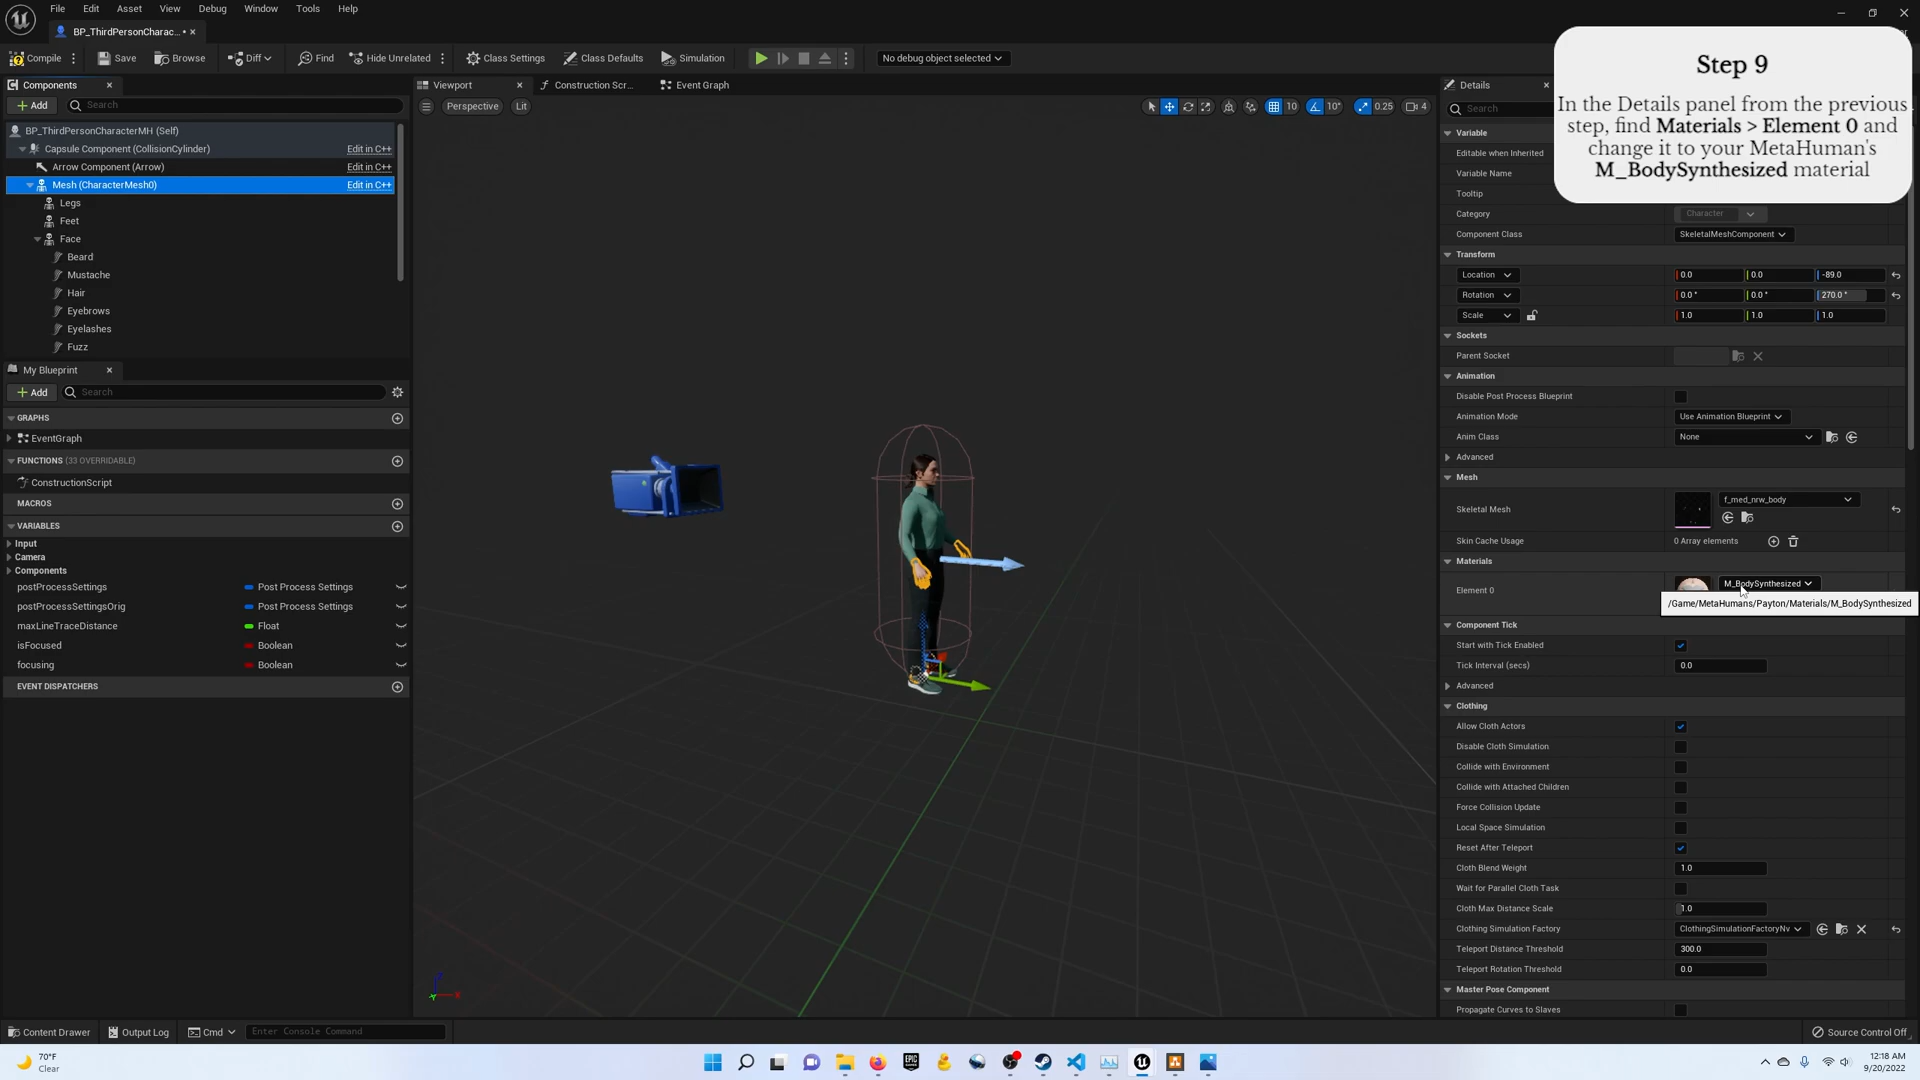 File Edit Asset View Debug Window Tools Help
BP_ThirdPersonCharac... •
Compile Save Browse Diff Find Hide Unrelated Class Settings Class Defaults Simulation No debug object selected
Step 9
In the Details panel from the previous
step, find Materials > Element 0 and
change it to your MetaHuman's
M_BodySynthesized material
Components
Add Search
BP_ThirdPersonCharacterMH (Self)
Capsule Component (CollisionCylinder) Edit in C++
Arrow Component (Arrow) Edit in C++
Mesh (CharacterMesh0) Edit in C++
Legs
Feet
Face
Beard
Mustache
Hair
Eyebrows
Eyelashes
Fuzz
My Blueprint
Add Search
GRAPHS
EventGraph
FUNCTIONS (33 OVERRIDABLE)
ConstructionScript
MACROS
VARIABLES
Input
Camera
Components
postProcessSettings Post Process Settings
postProcessSettingsOrig Post Process Settings
maxLineTraceDistance Float
isFocused Boolean
focusing Boolean
EVENT DISPATCHERS
Viewport Construction Scr... Event Graph
Perspective Lit 10 10° 0.25 4
Details
Search
Variable
Editable when Inherited
Variable Name
Tooltip
Category Character
Component Class SkeletalMeshComponent
Transform
Location 0.0 0.0 -89.0
Rotation 0.0 ° 0.0 ° 270.0 °
Scale 1.0 1.0 1.0
Sockets
Parent Socket
Animation
Disable Post Process Blueprint
Animation Mode Use Animation Blueprint
Anim Class None
Advanced
Mesh
Skeletal Mesh f_med_nrw_body
Skin Cache Usage 0 Array elements
Materials
Element 0 M_BodySynthesized
/Game/MetaHumans/Payton/Materials/M_BodySynthesized
Component Tick
Start with Tick Enabled
Tick Interval (secs) 0.0
Advanced
Clothing
Allow Cloth Actors
Disable Cloth Simulation
Collide with Environment
Collide with Attached Children
Force Collision Update
Local Space Simulation
Reset After Teleport
Cloth Blend Weight 1.0
Wait for Parallel Cloth Task
Cloth Max Distance Scale 1.0
Clothing Simulation Factory ClothingSimulationFactoryNv
Teleport Distance Threshold 300.0
Teleport Rotation Threshold 0.0
Master Pose Component
Propagate Curves to Slaves
Content Drawer Output Log Cmd Enter Console Command Source Control Off
70°F
Clear
12:18 AM
9/20/2022